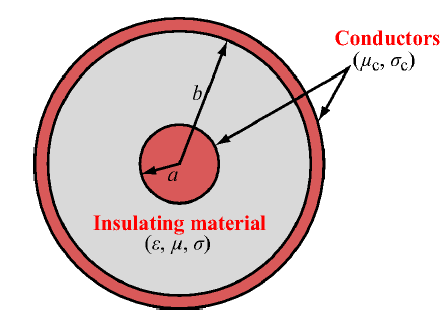 Conductors
(μc, σc)
b
a
Insulating material
(ε, μ, σ)